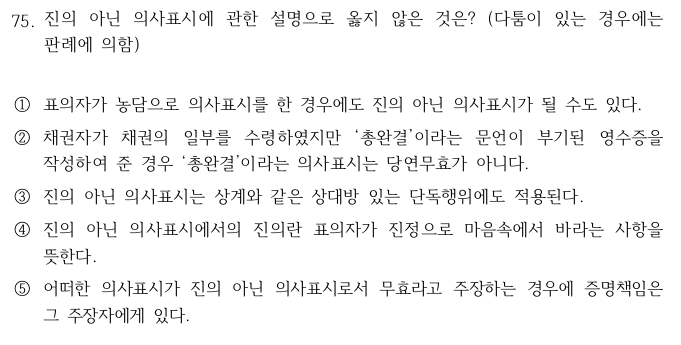 75. 진의 아닌 의사표시에 관한 설명으로 옳지 않은 것은? (다툼이 있는 경우에는
판례에 의함)
① 표의자가 농담으로 의사표시를 한 경우에도 진의 아닌 의사표시가 될 수도 있다.
② 채권자가 채권의 일부를 수령하였지만 ‘총완결’이라는 문언이 부기된 영수증을
작성하여 준 경우 ‘총완결’이라는 의사표시는 당연무효가 아니다.
③ 진의 아닌 의사표시는 상계와 같은 상대방 있는 단독행위에도 적용된다.
④ 진의 아닌 의사표시에서의 진의란 표의자가 진정으로 마음속에서 바라는 사항을
뜻한다.
⑤ 어떠한 의사표시가 진의 아닌 의사표시로서 무효라고 주장하는 경우에 증명책임은
그 주장자에게 있다.